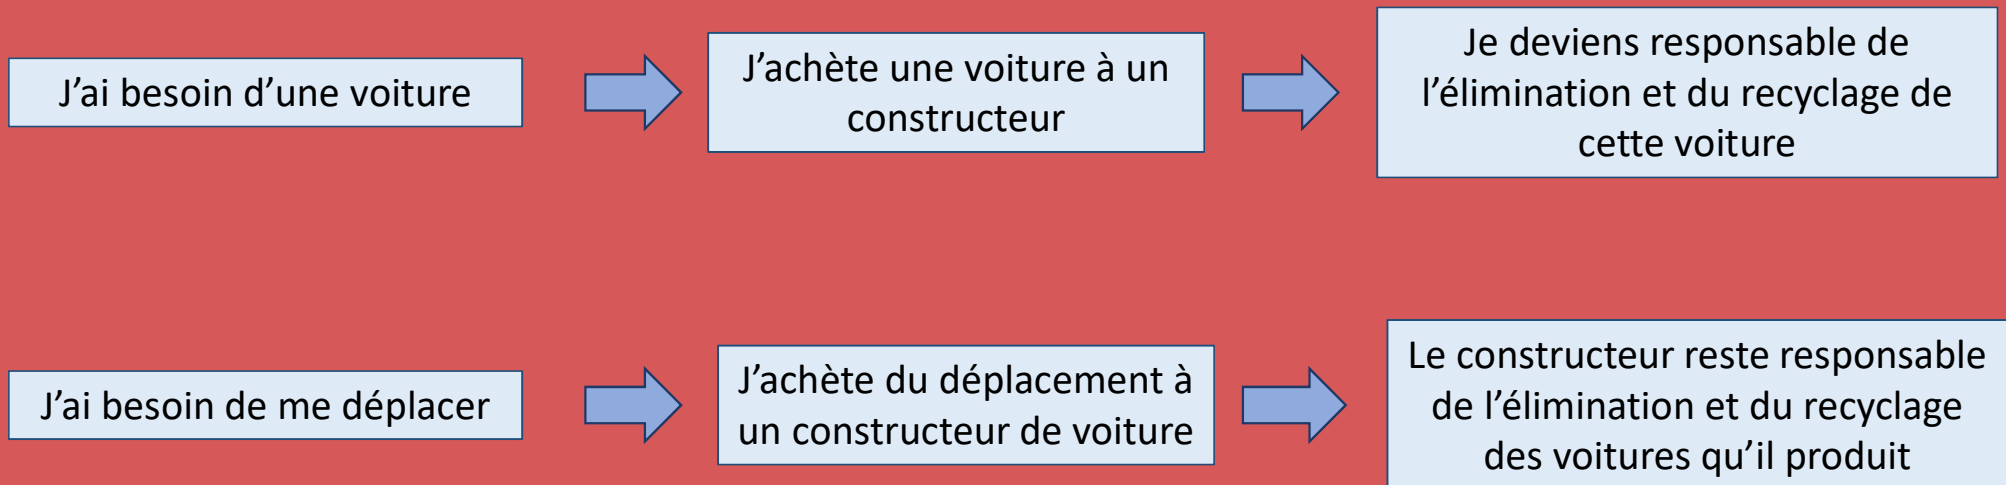 J’ai besoin d’une voiture
J’achète une voiture à un
constructeur
Je deviens responsable de
l’élimination et du recyclage de
cette voiture
J’ai besoin de me déplacer
J’achète du déplacement à
un constructeur de voiture
Le constructeur reste responsable
de l’élimination et du recyclage
des voitures qu’il produit